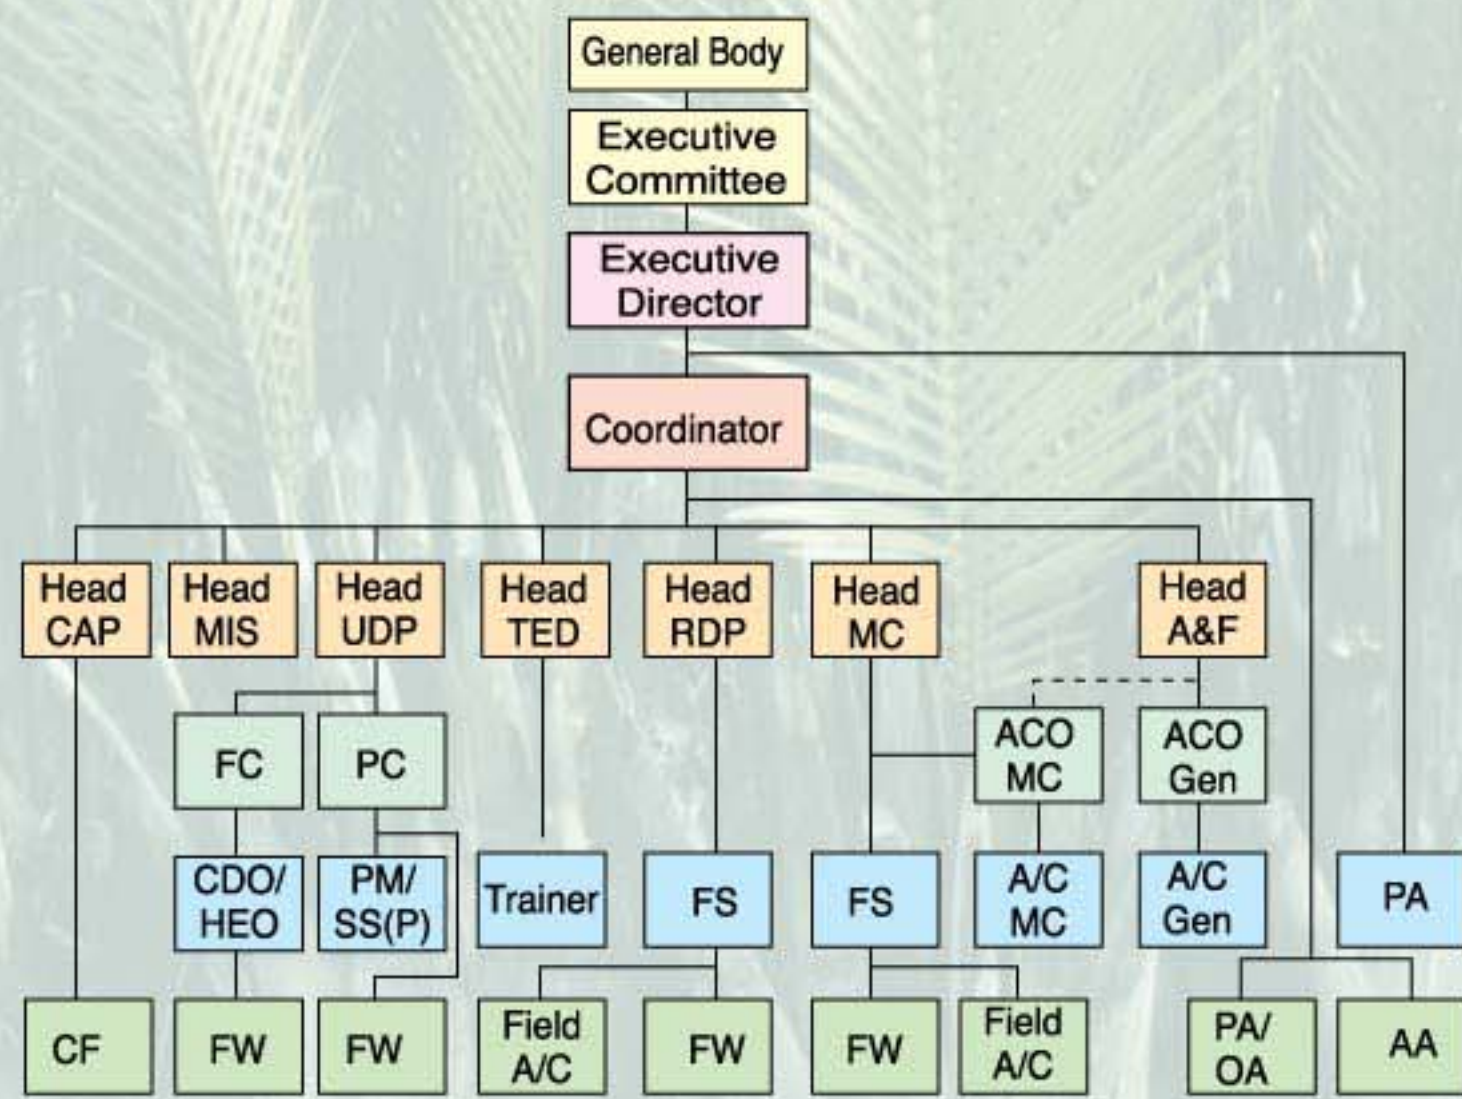 General Body
Executive
Committee
Executive
Director
Coordinator
Head
CAP
Head
MIS
Head
UDP
Head
TED
Head
RDP
Head
MC
Head
A&F
FC
PC
ACO
MC
ACO
Gen
CDO/
HEO
PM/
SS(P)
Trainer
FS
FS
A/C
MC
A/C
Gen
PA
CF
FW
FW
Field
A/C
FW
FW
Field
A/C
PA/
OA
AA